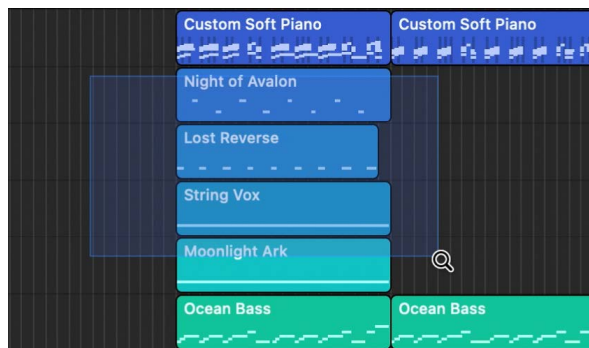 Custom Soft Piano Custom Soft Piano
Night of Avalon
Lost Reverse
String Vox
Moonlight Ark
Ocean Bass Ocean Bass